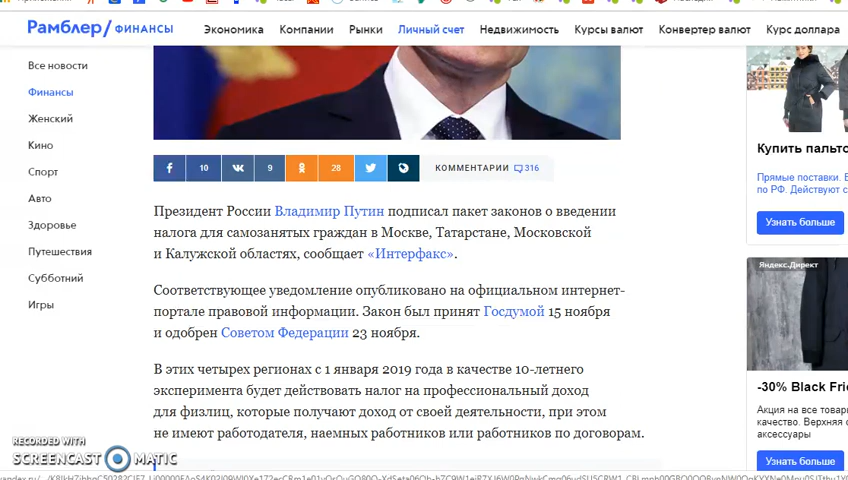 Рамблер/ФИНАНСЫ Экономика Компании Рынки Личный счет Недвижимость Курсы валют Конвертер валют Курс доллара
Все новости
Финансы
Женский
Кино
Спорт
Авто
Здоровье
Путешествия
Субботний
Игры
10 9 28 КОММЕНТАРИИ 316
Президент России Владимир Путин подписал пакет законов о введении
налога для самозанятых граждан в Москве, Татарстане, Московской
и Калужской областях, сообщает «Интерфакс».
Соответствующее уведомление опубликовано на официальном интернет-
портале правовой информации. Закон был принят Госдумой 15 ноября
и одобрен Советом Федерации 23 ноября.
В этих четырех регионах с 1 января 2019 года в качестве 10-летнего
эксперимента будет действовать налог на профессиональный доход
для физлиц, которые получают доход от своей деятельности, при этом
не имеют работодателя, наемных работников или работников по договорам.
Купить пальто
Прямые поставки.
по РФ. Действуют с
Узнать больше
Яндекс.Директ
-30% Black Fri
Акция на все товары
качество. Верхняя
аксессуары
Узнать больше
RECORDED WITH
SCREENCAST MATIC